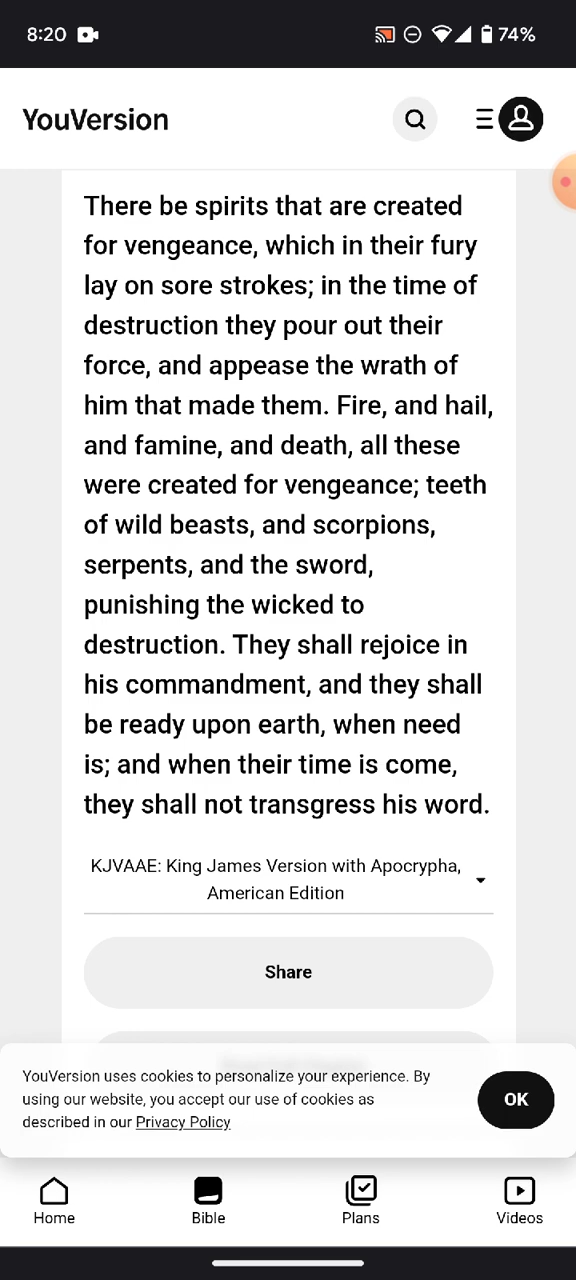 8:20
74%
YouVersion
There be spirits that are created
for vengeance, which in their fury
lay on sore strokes; in the time of
destruction they pour out their
force, and appease the wrath of
him that made them. Fire, and hail,
and famine, and death, all these
were created for vengeance; teeth
of wild beasts, and scorpions,
serpents, and the sword,
punishing the wicked to
destruction. They shall rejoice in
his commandment, and they shall
be ready upon earth, when need
is; and when their time is come,
they shall not transgress his word.
KJVAAE: King James Version with Apocrypha,
American Edition
Share
YouVersion uses cookies to personalize your experience. By
using our website, you accept our use of cookies as
described in our Privacy Policy
OK
Home
Bible
Plans
Videos